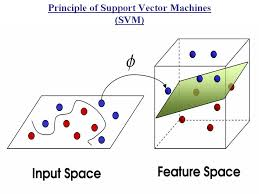 Principle of Support Vector Machines
(SVM)
ϕ
Input Space
Feature Space